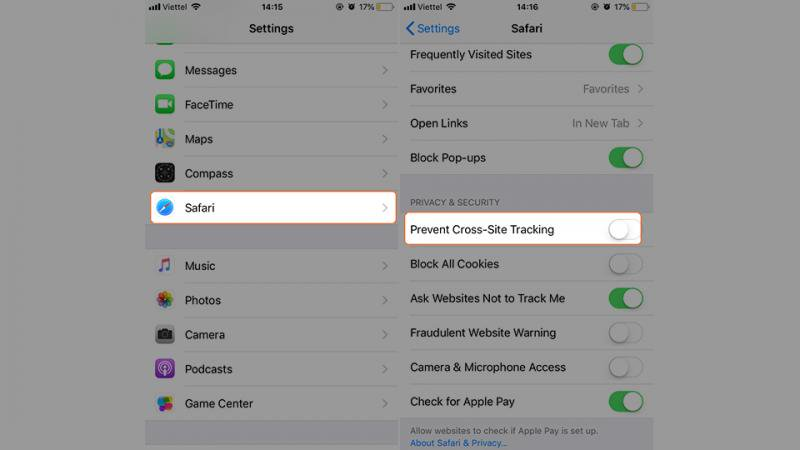 Viettel 14:15 17%
Settings
Messages
FaceTime
Maps
Compass
Safari
Music
Photos
Camera
Podcasts
Game Center
Viettel 14:16 17%
Settings Safari
Frequently Visited Sites
Favorites Favorites
Open Links In New Tab
Block Pop-ups
PRIVACY & SECURITY
Prevent Cross-Site Tracking
Block All Cookies
Ask Websites Not to Track Me
Fraudulent Website Warning
Camera & Microphone Access
Check for Apple Pay
Allow websites to check if Apple Pay is set up.
About Safari & Privacy...